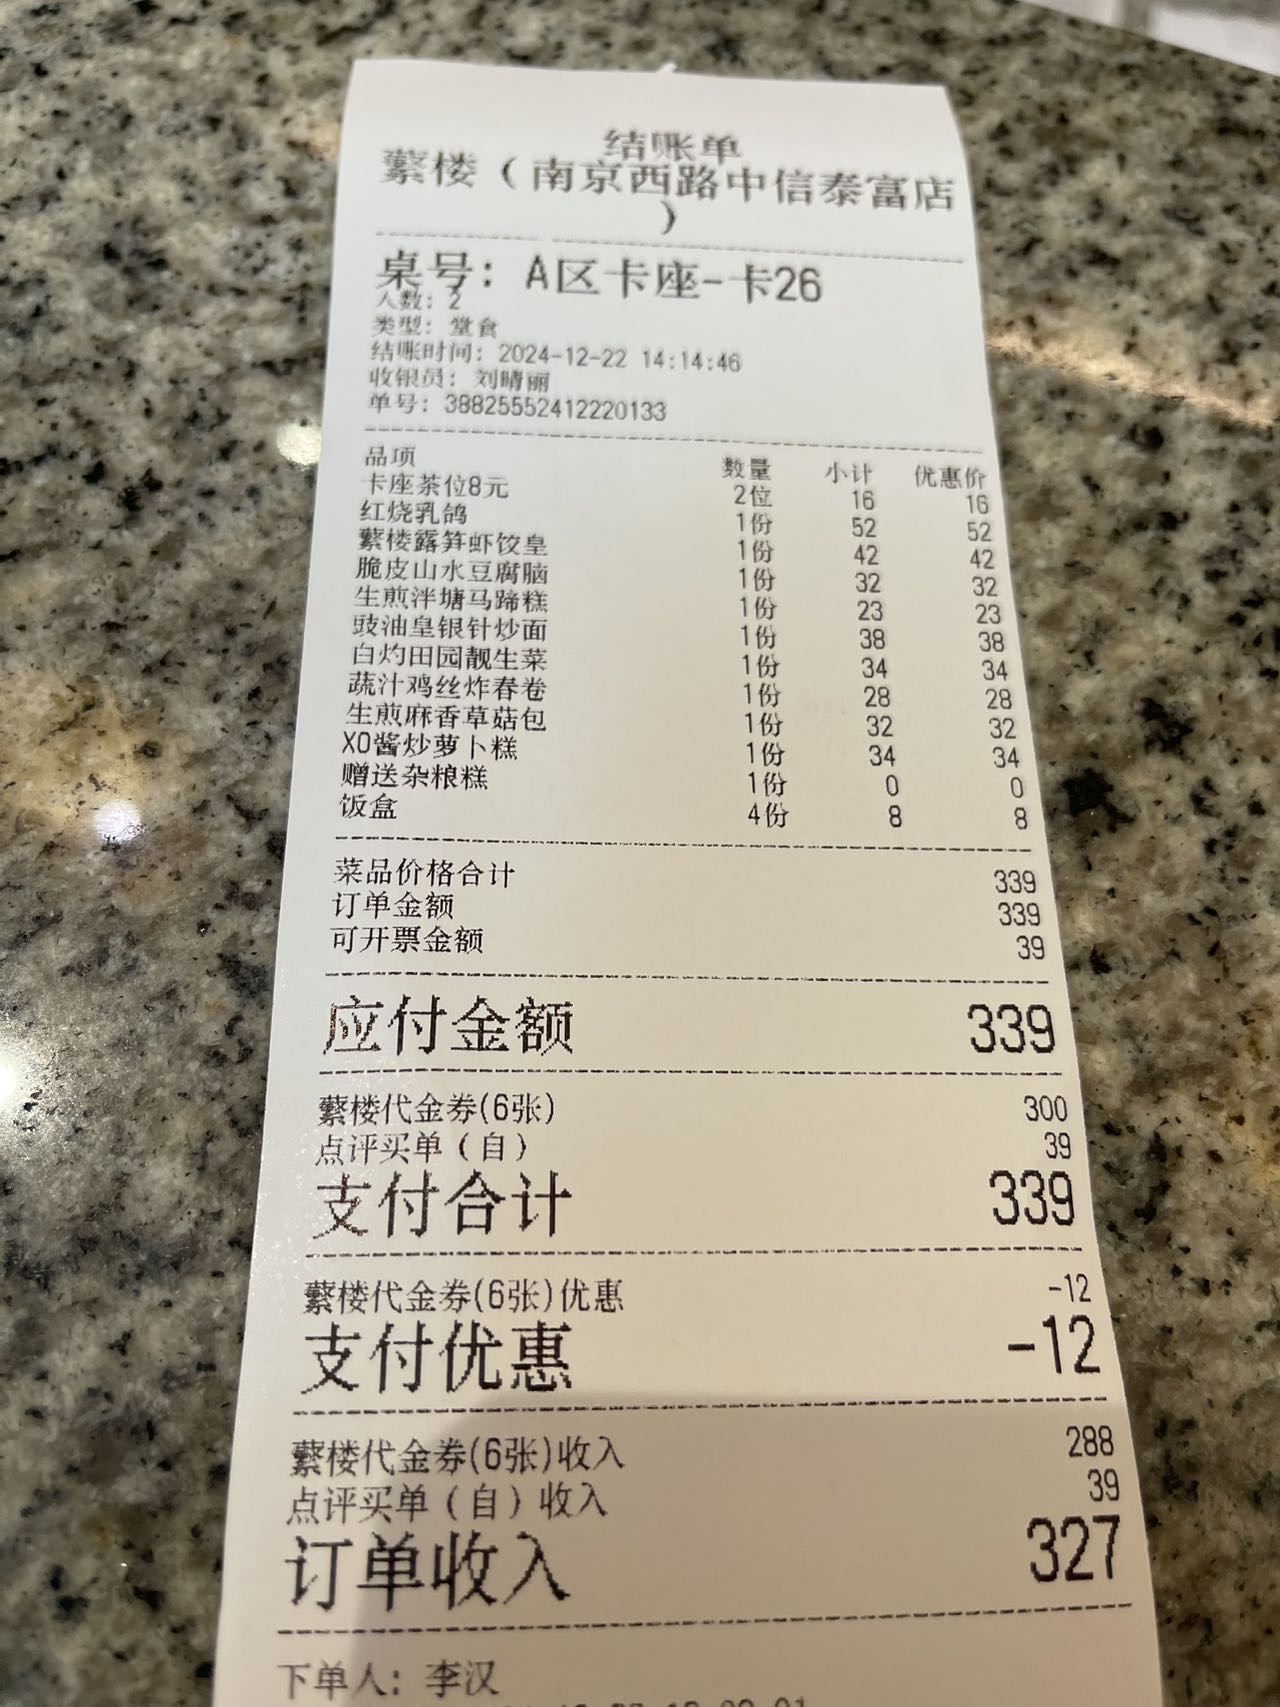 结账单
蘩楼（南京西路中信泰富店
）
桌号：A区卡座-卡26
人数：2
类型：堂食
结账时间：2024-12-22 14:14:46
收银员：刘晴丽
单号：38825552412220133
品项 数量 小计 优惠价
卡座茶位8元 2位 16 16
红烧乳鸽 1份 52 52
蘩楼露笋虾饺皇 1份 42 42
脆皮山水豆腐脑 1份 32 32
生煎泮塘马蹄糕 1份 23 23
豉油皇银针炒面 1份 38 38
白灼田园靓生菜 1份 34 34
蔬汁鸡丝炸春卷 1份 28 28
生煎麻香草菇包 1份 32 32
XO酱炒萝卜糕 1份 34 34
赠送杂粮糕 1份 0 0
饭盒 4份 8 8
菜品价格合计 339
订单金额 339
可开票金额 39
应付金额 339
蘩楼代金券(6张) 300
点评买单（自） 39
支付合计 339
蘩楼代金券(6张)优惠 -12
支付优惠 -12
蘩楼代金券(6张)收入 288
点评买单（自）收入 39
订单收入 327
下单人：李汉